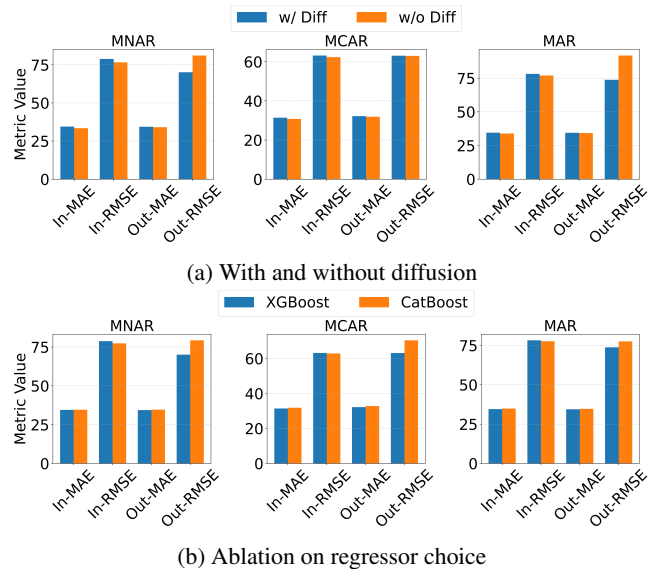 w/ Diff w/o Diff
MNAR MCAR MAR
Metric Value
75
50
25
0
60
40
20
0
75
50
25
0
In-MAE In-RMSE Out-MAE Out-RMSE
In-MAE In-RMSE Out-MAE Out-RMSE
In-MAE In-RMSE Out-MAE Out-RMSE
(a) With and without diffusion
XGBoost CatBoost
MNAR MCAR MAR
Metric Value
75
50
25
0
60
40
20
0
75
50
25
0
In-MAE In-RMSE Out-MAE Out-RMSE
In-MAE In-RMSE Out-MAE Out-RMSE
In-MAE In-RMSE Out-MAE Out-RMSE
(b) Ablation on regressor choice